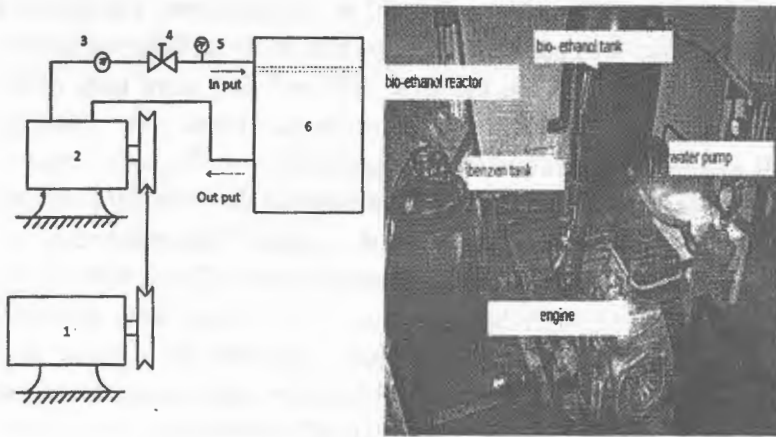 3
4
5
In put
6
2
Out put
1
bio- ethanol tank
bio-ethanol reactor
benzen tank
water pump
engine